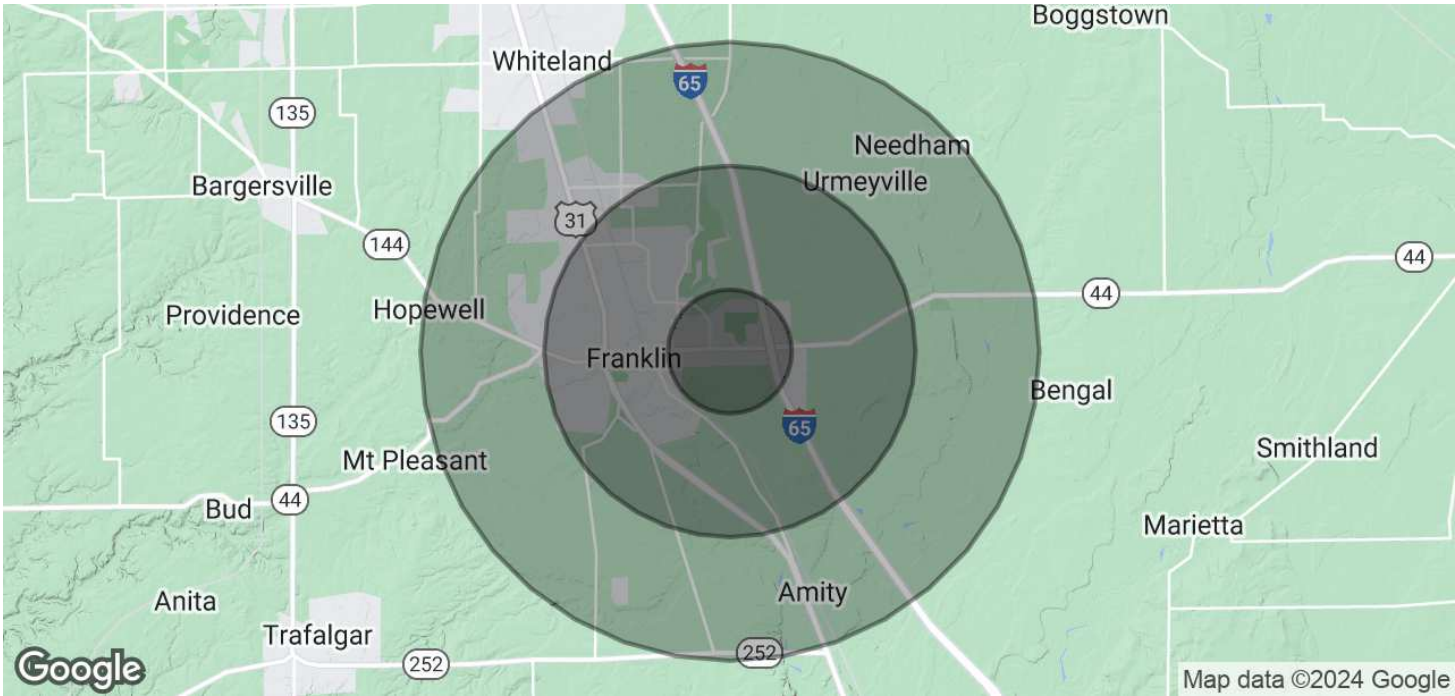 Boggstown
Whiteland
65
135
Needham
Bargersville
Urmeyville
31
144
44
44
Hopewell
Providence
Franklin
Bengal
135
65
Smithland
Mt Pleasant
44
Bud
Marietta
Amity
Anita
Trafalgar
252
252
Google
Map data ©2024 Google